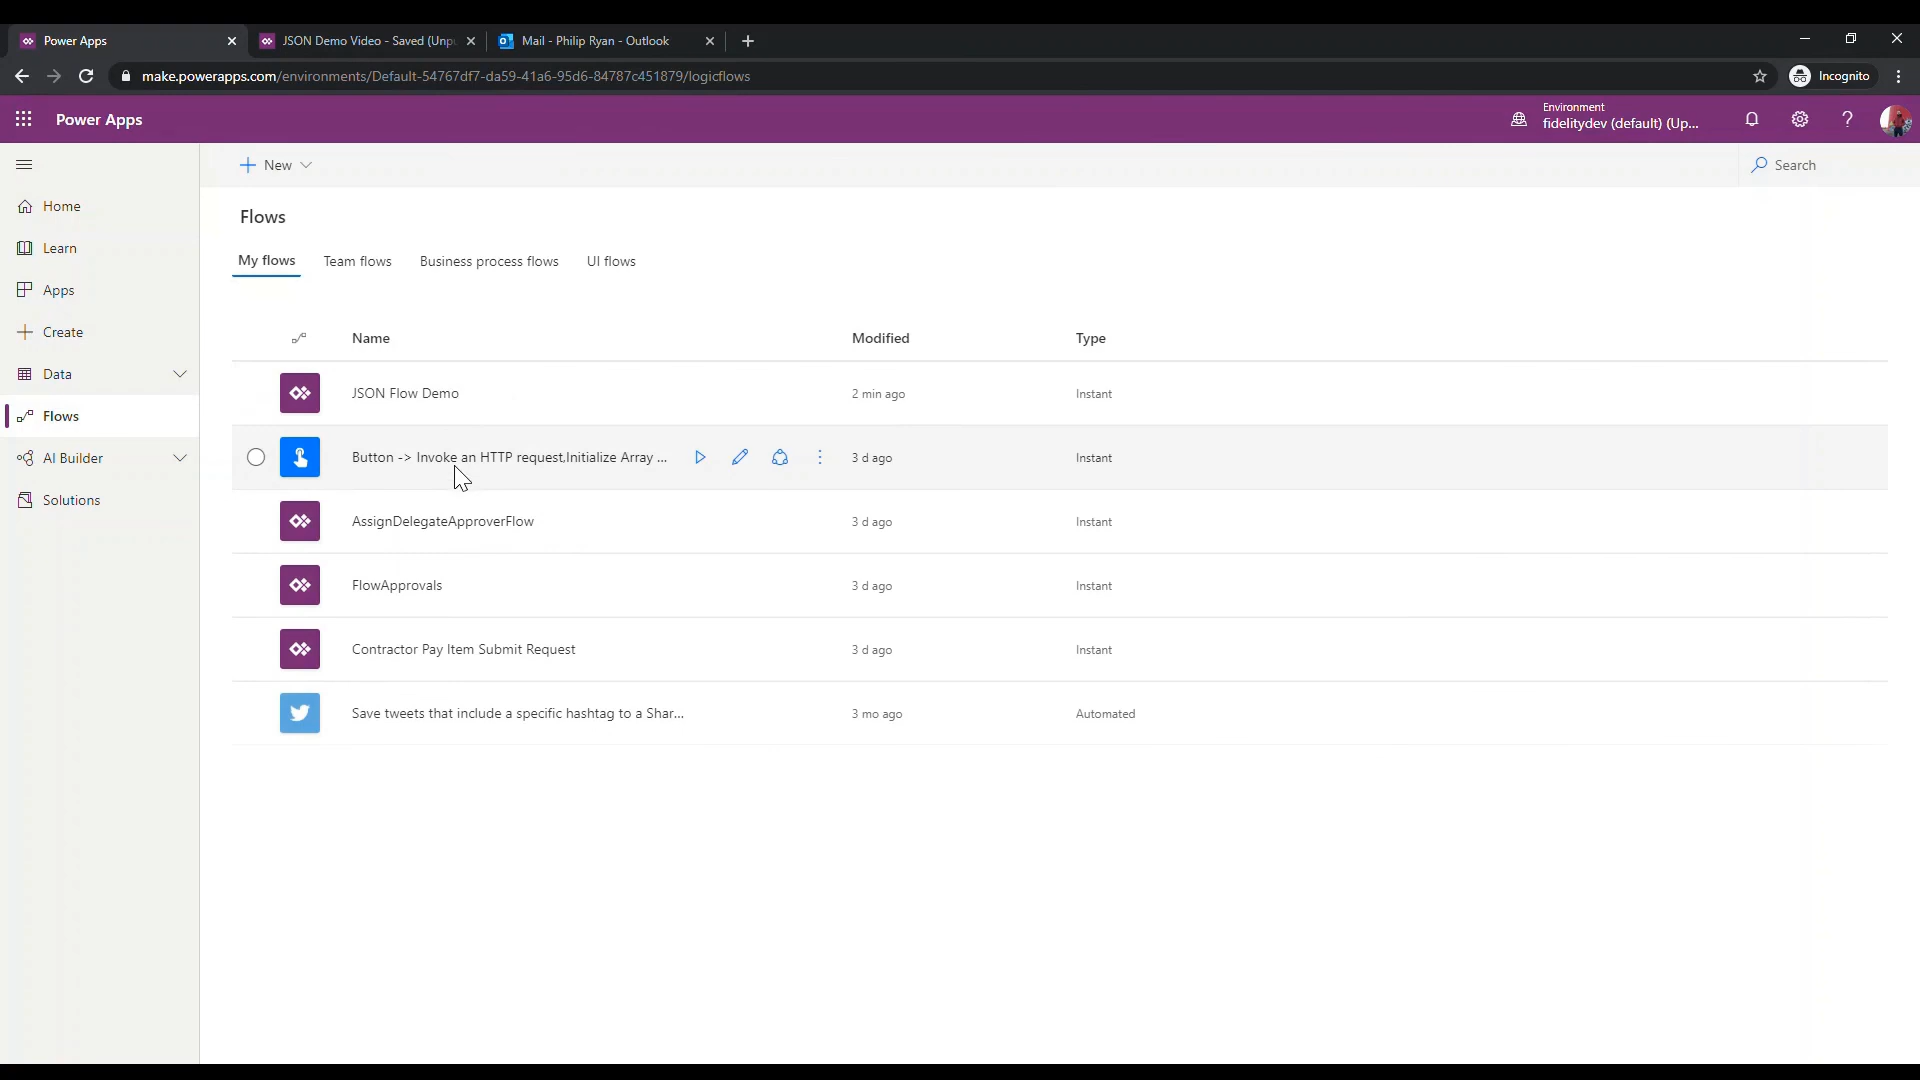 Power Apps
JSON Demo Video - Saved (Unpu
Mail - Philip Ryan - Outlook
make.powerapps.com/environments/Default-54767df7-da59-41a6-95d6-84787c451879/logicflows
Incognito
Power Apps
Environment
fidelitydev (default) (Up...
New
Search
Home
Learn
Apps
Create
Data
Flows
AI Builder
Solutions
Flows
My flows
Team flows
Business process flows
UI flows
Name
Modified
Type
JSON Flow Demo
2 min ago
Instant
Button -> Invoke an HTTP request,Initialize Array ...
3 d ago
Instant
AssignDelegateApproverFlow
3 d ago
Instant
FlowApprovals
3 d ago
Instant
Contractor Pay Item Submit Request
3 d ago
Instant
Save tweets that include a specific hashtag to a Shar...
3 mo ago
Automated